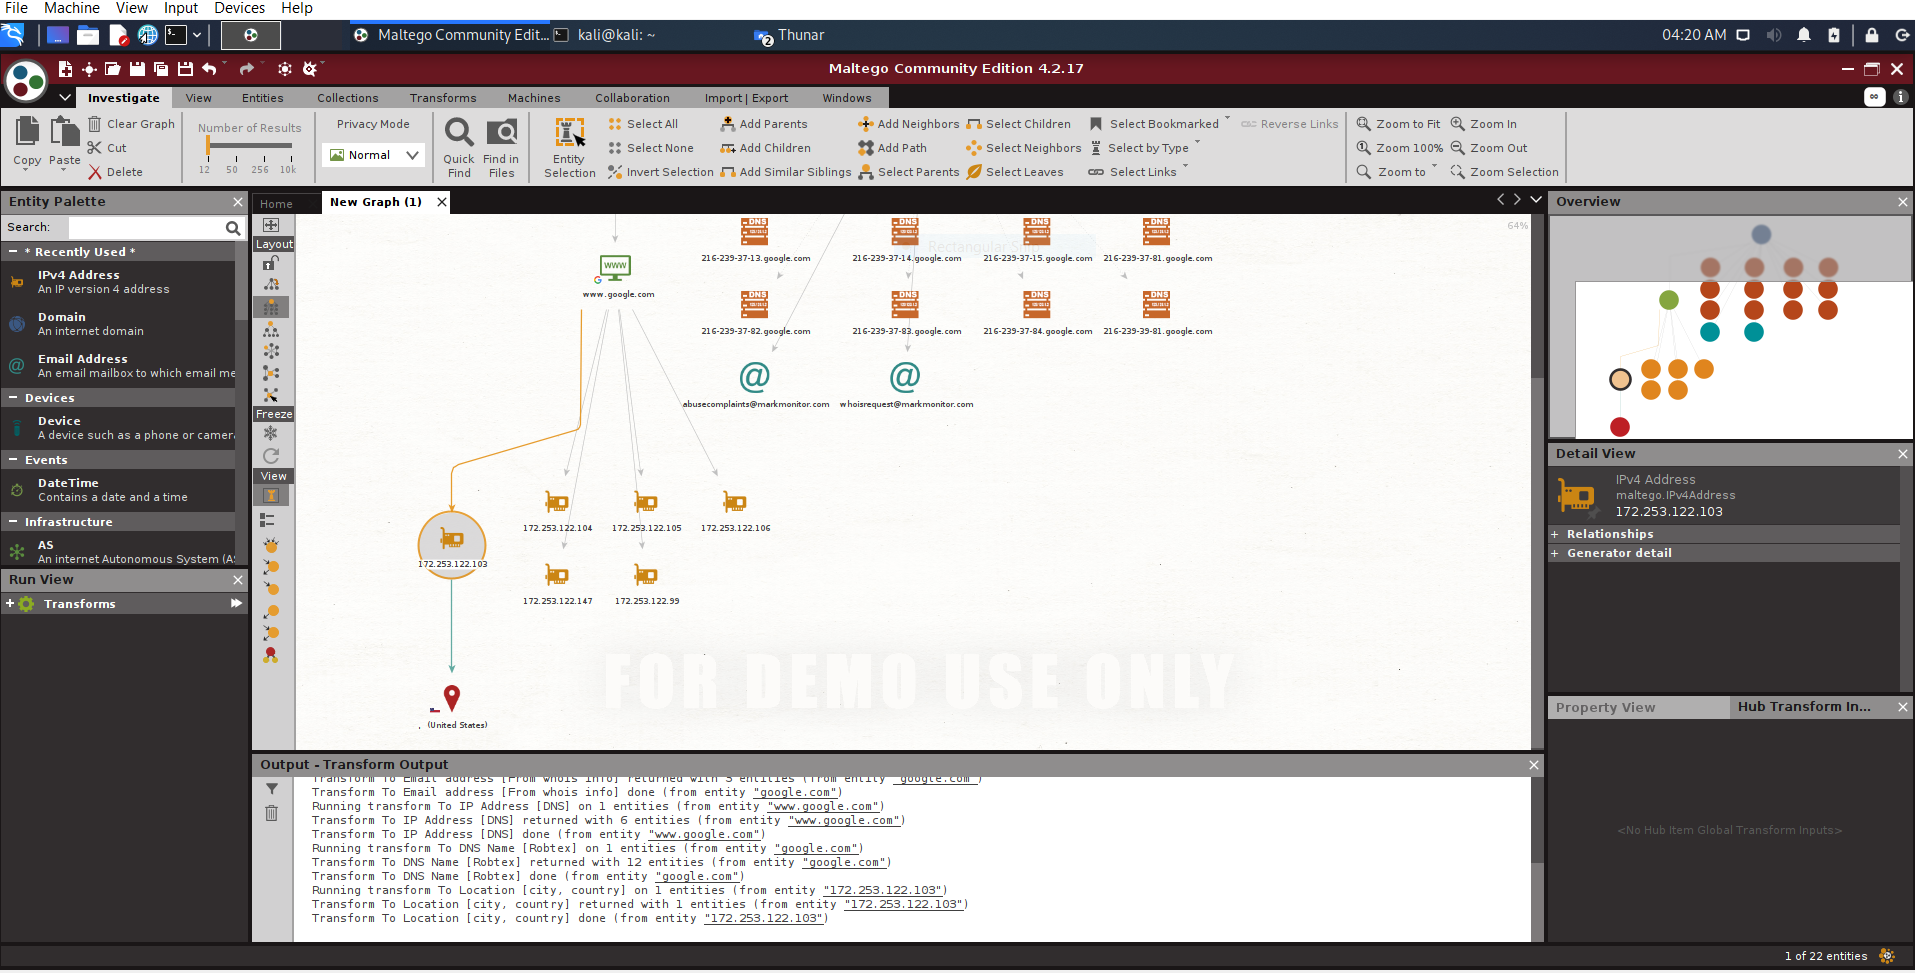 File Machine View Input Devices Help
Maltego Community Edit... kali@kali: ~ 2 Thunar 04:20 AM
Maltego Community Edition 4.2.17
Investigate View Entities Collections Transforms Machines Collaboration Import | Export Windows
Copy Paste Clear Graph Cut Delete
Number of Results
12 50 256 10k
Privacy Mode
Normal
Quick Find
Find in Files
Entity Selection
Select All Add Parents Add Neighbors Select Children Select Bookmarked Reverse Links Zoom to Fit Zoom In
Select None Add Children Add Path Select Neighbors Select by Type Zoom 100% Zoom Out
Invert Selection Add Similar Siblings Select Parents Select Leaves Select Links Zoom to Zoom Selection
Entity Palette
Search:
* Recently Used *
IPv4 Address
An IP version 4 address
Domain
An internet domain
Email Address
An email mailbox to which email me
Devices
Device
A device such as a phone or camera
Events
DateTime
Contains a date and a time
Infrastructure
AS
An internet Autonomous System (AS
Run View
Transforms
Home New Graph (1)
Layout
Freeze
View
64%
Rectangular Snip
DNS DNS DNS DNS
216-239-37-13.google.com 216-239-37-14.google.com 216-239-37-15.google.com 216-239-37-81.google.com
WWW
www.google.com
DNS DNS DNS DNS
216-239-37-82.google.com 216-239-37-83.google.com 216-239-37-84.google.com 216-239-39-81.google.com
@ @
abusecomplaints@markmonitor.com whoisrequest@markmonitor.com
172.253.122.104 172.253.122.105 172.253.122.106
172.253.122.103
172.253.122.147 172.253.122.99
FOR DEMO USE ONLY
(United States)
Output - Transform Output
Transform To Email address [From whois info] returned with 3 entities (from entity "google.com")
Transform To Email address [From whois info] done (from entity "google.com")
Running transform To IP Address [DNS] on 1 entities (from entity "www.google.com")
Transform To IP Address [DNS] returned with 6 entities (from entity "www.google.com")
Transform To IP Address [DNS] done (from entity "www.google.com")
Running transform To DNS Name [Robtex] on 1 entities (from entity "google.com")
Transform To DNS Name [Robtex] returned with 12 entities (from entity "google.com")
Transform To DNS Name [Robtex] done (from entity "google.com")
Running transform To Location [city, country] on 1 entities (from entity "172.253.122.103")
Transform To Location [city, country] returned with 1 entities (from entity "172.253.122.103")
Transform To Location [city, country] done (from entity "172.253.122.103")
Overview
Detail View
IPv4 Address
maltego.IPv4Address
172.253.122.103
Relationships
Generator detail
Property View Hub Transform In...
<No Hub Item Global Transform Inputs>
1 of 22 entities